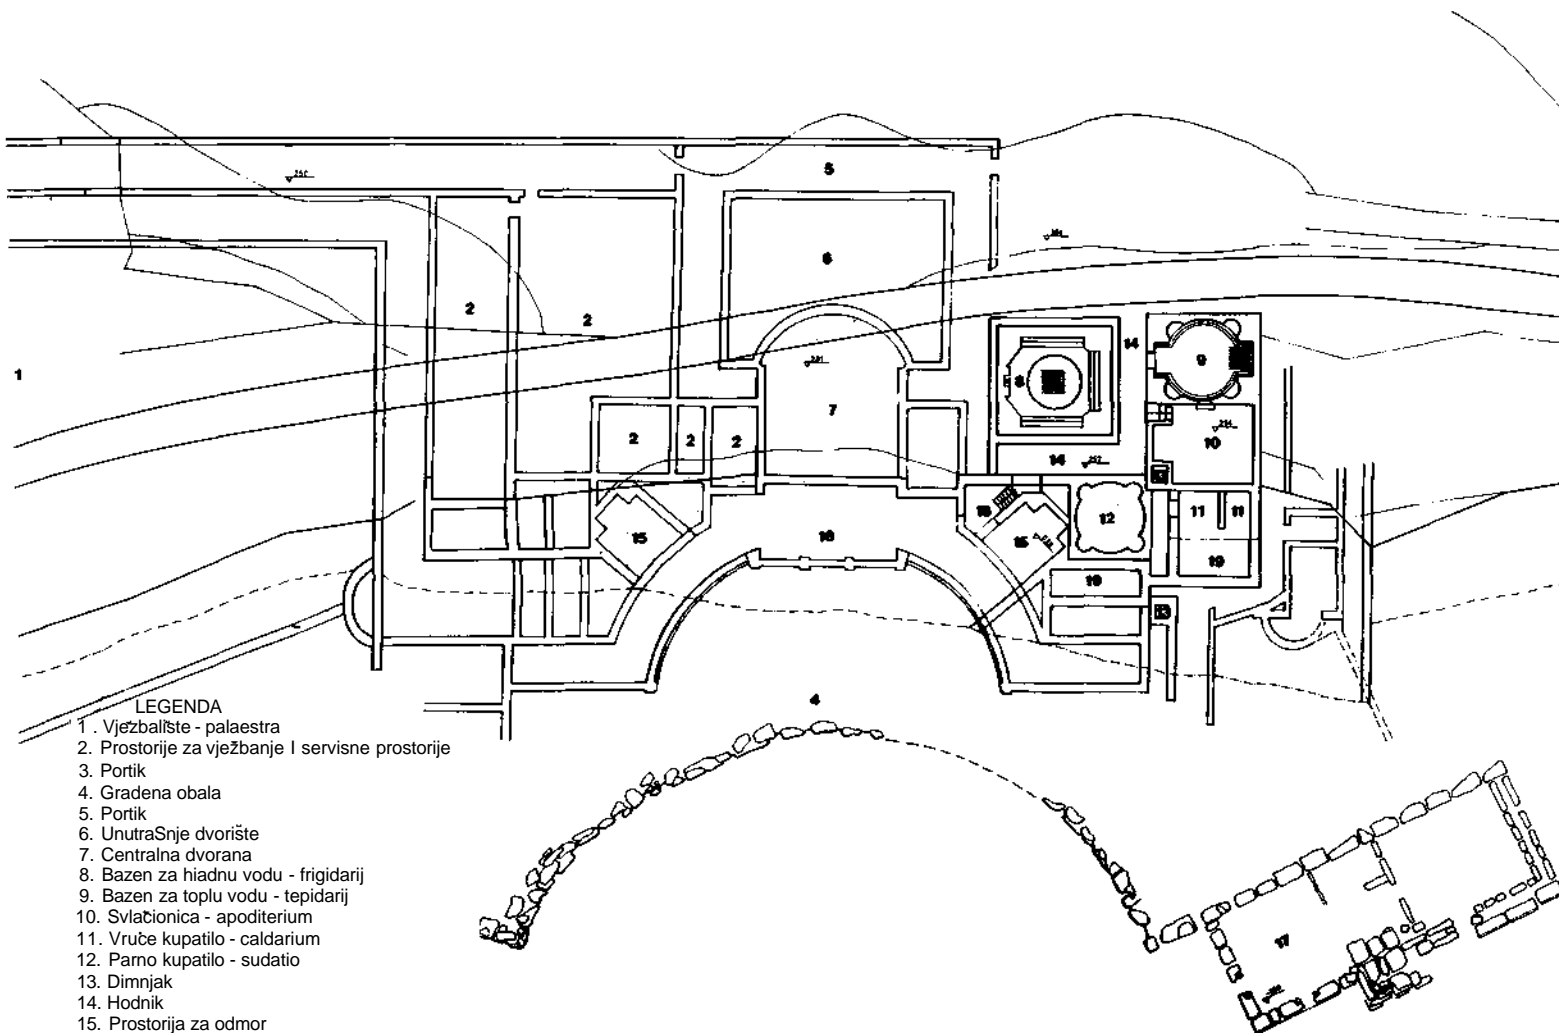 5
6
2
2
14
9
1
8
7
2
2
2
10
14
12
11
11
15
16
15
19
19
13
4
17
LEGENDA
1 . Vježbalište - palaestra
2. Prostorije za vježbanje I servisne prostorije
3. Portik
4. Gradena obala
5. Portik
6. UnutraSnje dvorište
7. Centralna dvorana
8. Bazen za hiadnu vodu - frigidarij
9. Bazen za toplu vodu - tepidarij
10. Svlačionica - apoditerium
11. Vruče kupatilo - caldarium
12. Parno kupatilo - sudatio
13. Dimnjak
14. Hodnik
15. Prostorija za odmor